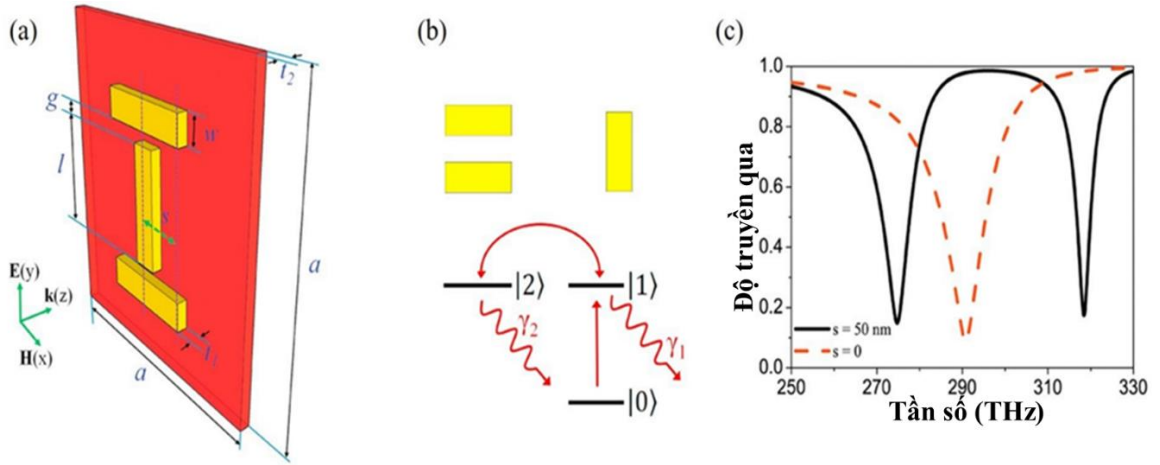 (a)
t₂
g
w
l
s
a
E(y)
k(z)
H(x)
t₁
a
(b)
|2⟩
|1⟩
γ₂
γ₁
|0⟩
(c)
Độ truyền qua
1.0
0.8
0.6
0.4
0.2
0.0
s = 50 nm
s = 0
250
270
290
310
330
Tần số (THz)